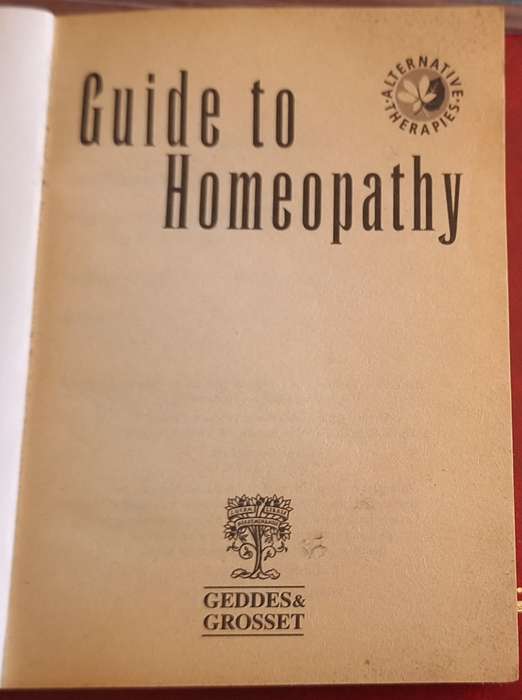 Guide to
Homeopathy
ALTERNATIVE
THERAPIES
GEDDES&
GROSSET